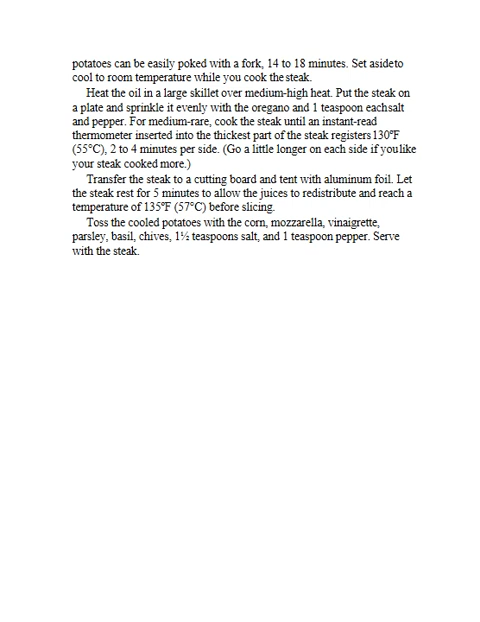 potatoes can be easily poked with a fork, 14 to 18 minutes. Set aside to
cool to room temperature while you cook the steak.
Heat the oil in a large skillet over medium-high heat. Put the steak on
a plate and sprinkle it evenly with the oregano and 1 teaspoon each salt
and pepper. For medium-rare, cook the steak until an instant-read
thermometer inserted into the thickest part of the steak registers 130°F
(55°C), 2 to 4 minutes per side. (Go a little longer on each side if you like
your steak cooked more.)
Transfer the steak to a cutting board and tent with aluminum foil. Let
the steak rest for 5 minutes to allow the juices to redistribute and reach a
temperature of 135°F (57°C) before slicing.
Toss the cooled potatoes with the corn, mozzarella, vinaigrette,
parsley, basil, chives, 1½ teaspoons salt, and 1 teaspoon pepper. Serve
with the steak.